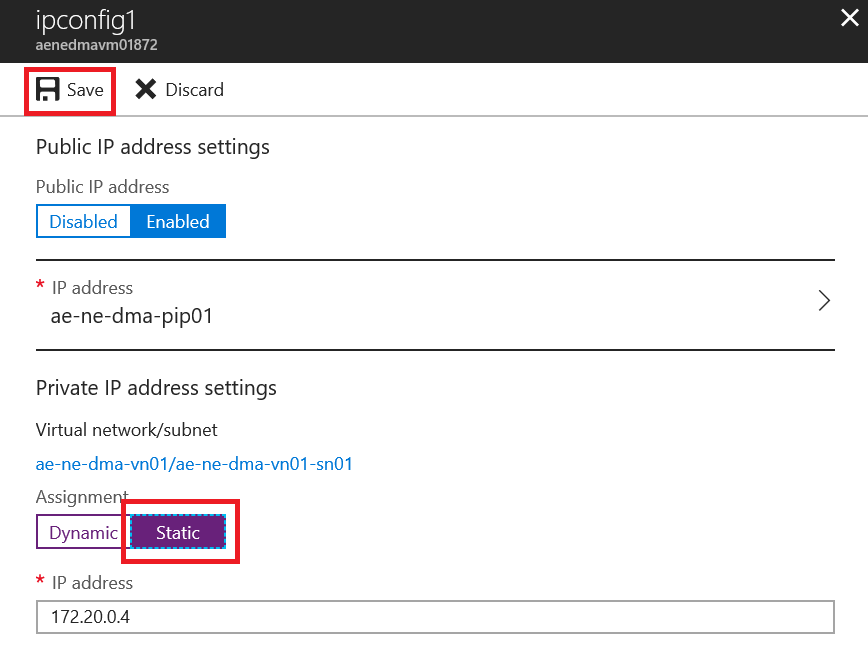 ipconfig1
aenedmavm01872
Save Discard
Public IP address settings
Public IP address
Disabled Enabled
* IP address
ae-ne-dma-pip01
Private IP address settings
Virtual network/subnet
ae-ne-dma-vn01/ae-ne-dma-vn01-sn01
Assignment
Dynamic Static
* IP address
172.20.0.4